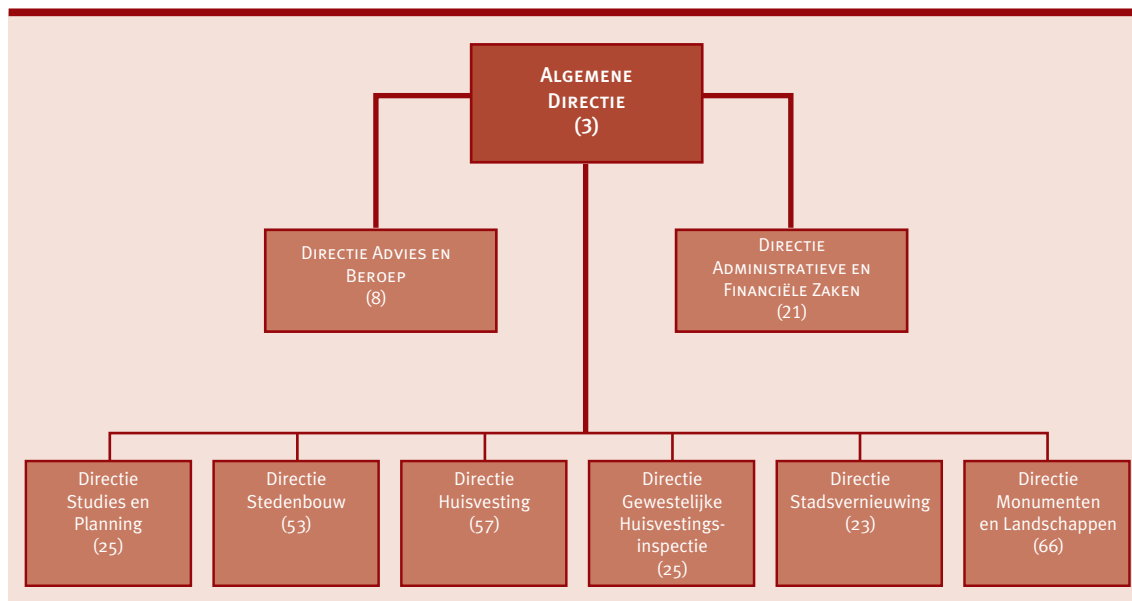 Algemene
Directie
(3)
Directie Advies en
Beroep
(8)
Directie
Administratieve en
Financiële Zaken
(21)
Directie
Studies en
Planning
(25)
Directie
Stedenbouw
(53)
Directie
Huisvesting
(57)
Directie
Gewestelijke
Huisvestings-
inspectie
(25)
Directie
Stadsvernieuwing
(23)
Directie
Monumenten
en Landschappen
(66)